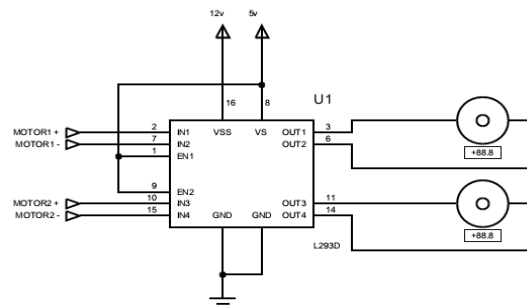 12v 5v
U1
16 8
MOTOR1 + 2 IN1 VSS VS OUT1 3
MOTOR1 - 7 IN2 OUT2 6
1 EN1
+88.8
9 EN2
MOTOR2 + 10 IN3 OUT3 11
MOTOR2 - 15 IN4 GND GND OUT4 14
+88.8
L293D